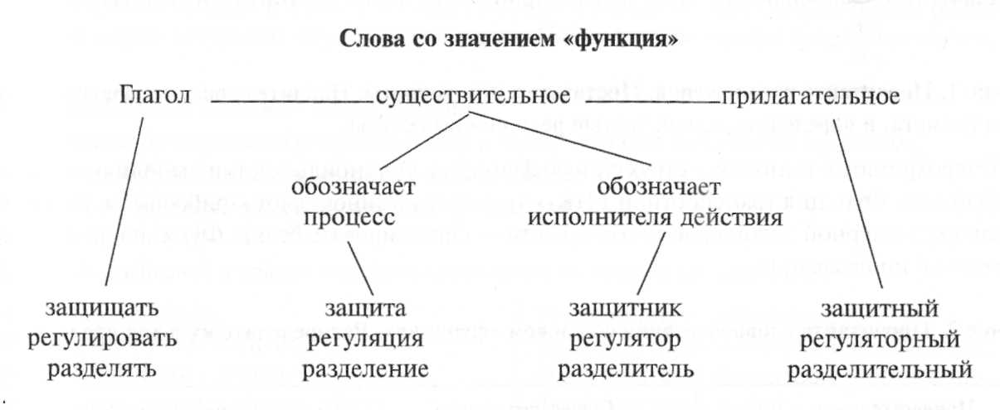 Слова со значением «функция»
Глагол существительное прилагательное
обозначает обозначает
процесс исполнителя действия
защищать защита защитник защитный
регулировать регуляция регулятор регуляторный
разделять разделение разделитель разделительный